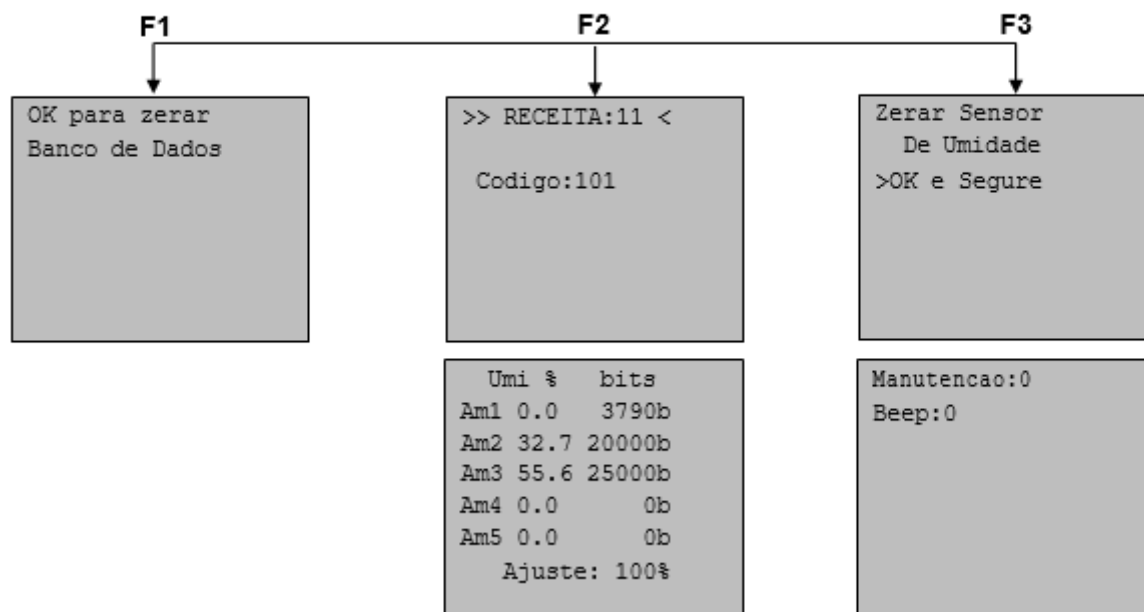 F1
F2
F3
OK para zerar
Banco de Dados
>> RECEITA:11 <
Codigo:101
Zerar Sensor
De Umidade
>OK e Segure
Umi % bits
Am1 0.0 3790b
Am2 32.7 20000b
Am3 55.6 25000b
Am4 0.0 0b
Am5 0.0 0b
Ajuste: 100%
Manutencao:0
Beep:0